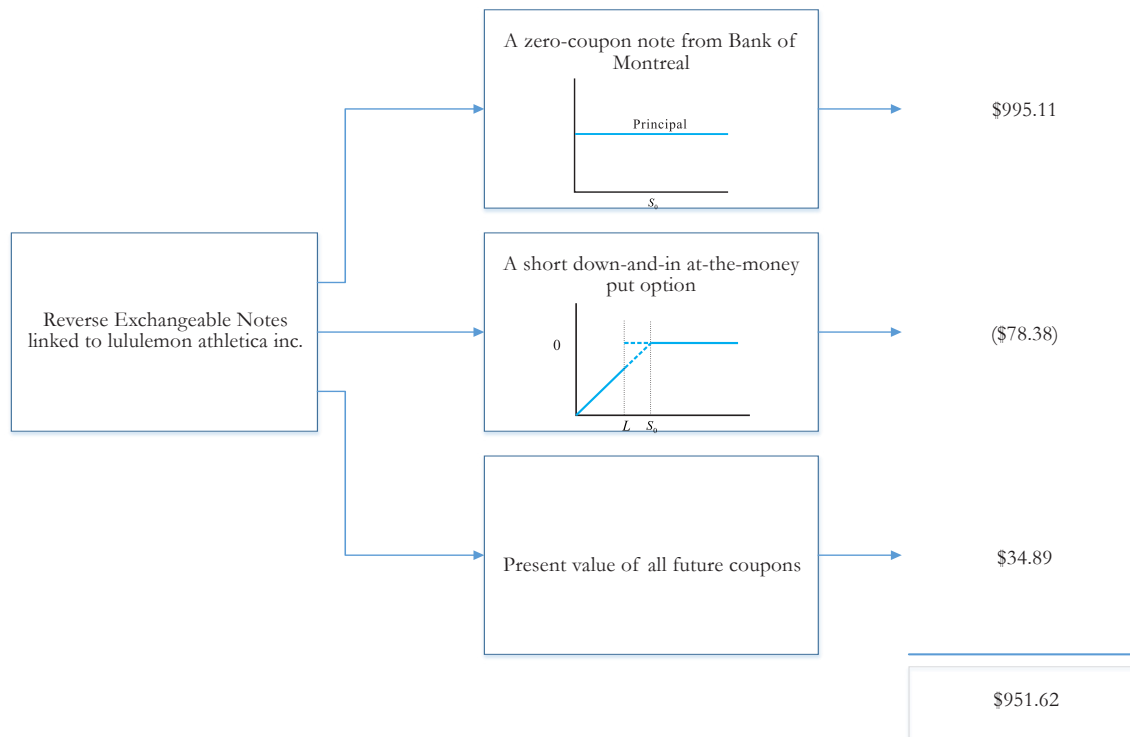 A zero-coupon note from Bank of
Montreal
Principal
S₀
$995.11
Reverse Exchangeable Notes
linked to lululemon athletica inc.
A short down-and-in at-the-money
put option
0
L S₀
($78.38)
Present value of all future coupons
$34.89
$951.62